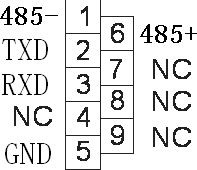 485- 1
6 485+
TXD 2
7 NC
RXD 3
8 NC
NC 4
9 NC
GND 5